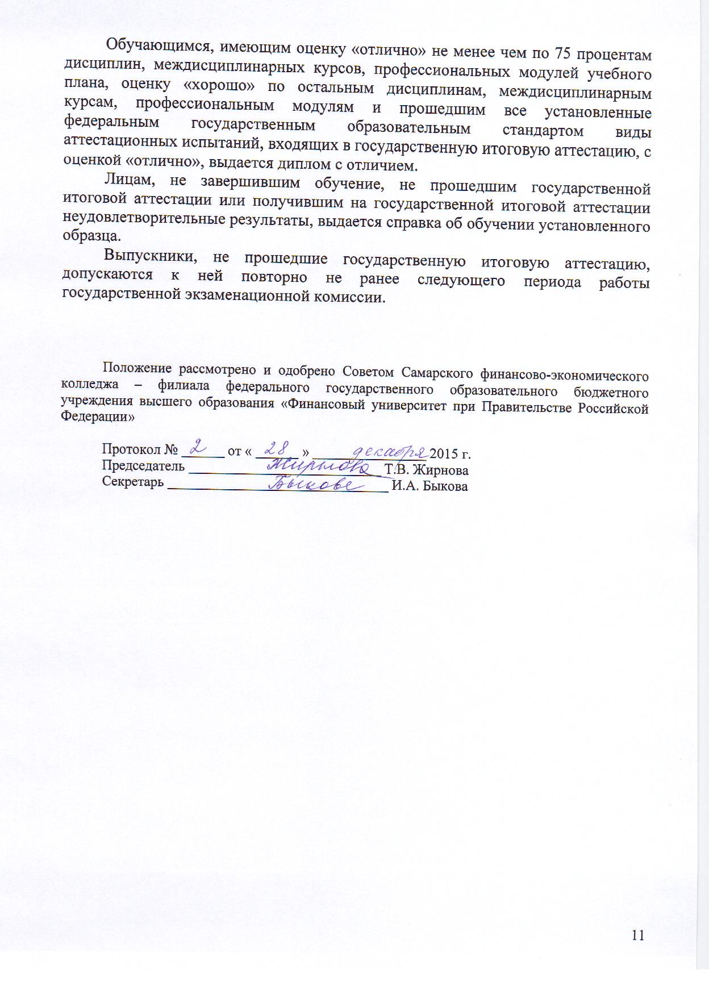 Обучающимся, имеющим оценку «отлично» не менее чем по 75 процентам
дисциплин, междисциплинарных курсов, профессиональных модулей учебного
плана, оценку «хорошо» по остальным дисциплинам, междисциплинарным
курсам, профессиональным модулям и прошедшим все установленные
федеральным государственным образовательным стандартом виды
аттестационных испытаний, входящих в государственную итоговую аттестацию, с
оценкой «отлично», выдается диплом с отличием.
Лицам, не завершившим обучение, не прошедшим государственной
итоговой аттестации или получившим на государственной итоговой аттестации
неудовлетворительные результаты, выдается справка об обучении установленного
образца.
Выпускники, не прошедшие государственную итоговую аттестацию,
допускаются к ней повторно не ранее следующего периода работы
государственной экзаменационной комиссии.
Положение рассмотрено и одобрено Советом Самарского финансово-экономического
колледжа – филиала федерального государственного образовательного бюджетного
учреждения высшего образования «Финансовый университет при Правительстве Российской
Федерации»
Протокол № 2 от « 28 » декабря 2015 г.
Председатель Жирнова Т.В. Жирнова
Секретарь Быкова И.А. Быкова
11